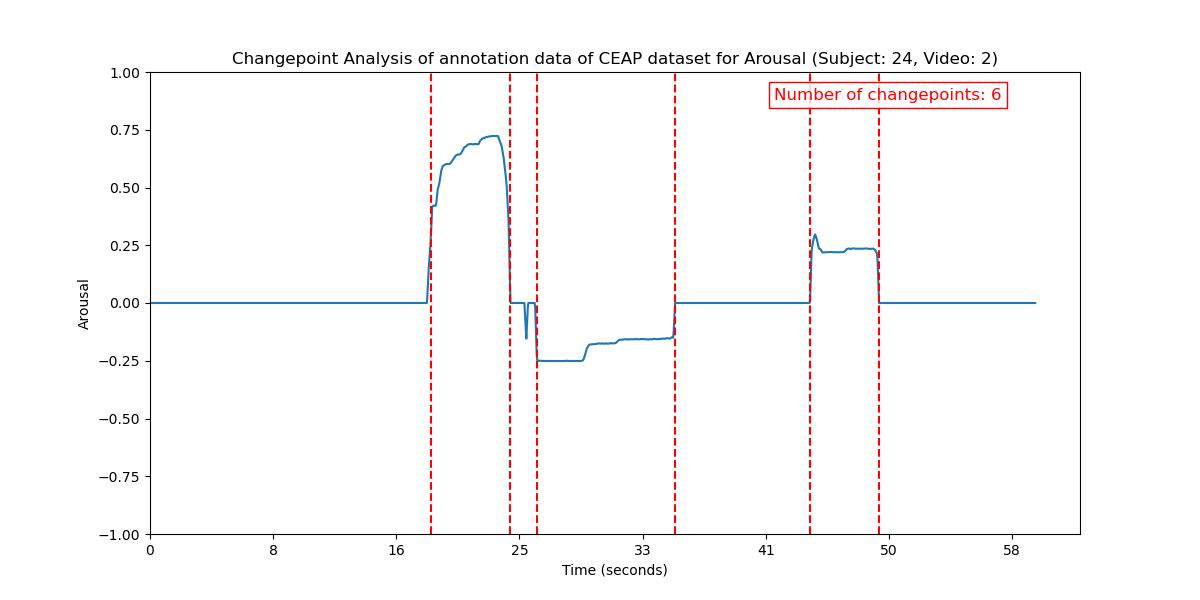 Changepoint Analysis of annotation data of CEAP dataset for Arousal (Subject: 24, Video: 2)
Number of changepoints: 6
Arousal
1.00
0.75
0.50
0.25
0.00
−0.25
−0.50
−0.75
−1.00
0 8 16 25 33 41 50 58
Time (seconds)